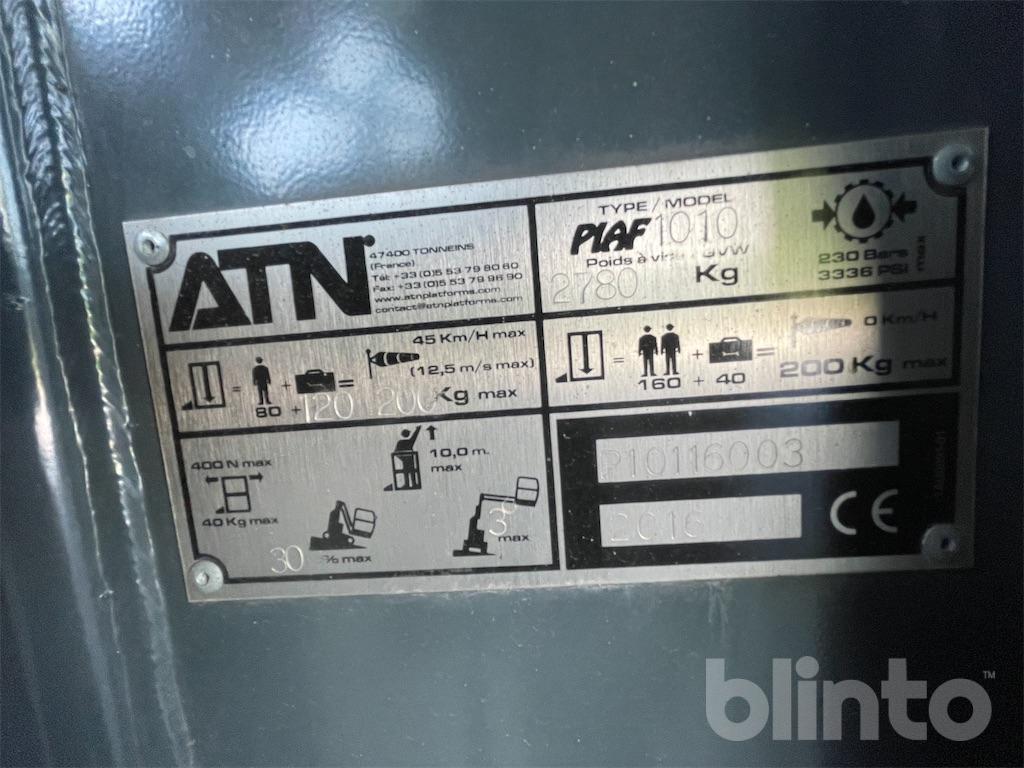 ATN
47400 TONNEINS
(France)
Tél: +33 (0)5 53 79 80 60
Fax: +33 (0)5 53 79 96 90
www.atnplatforms.com
contact@atnplatforms.com
TYPE / MODEL
PIAF 1010
Poids à vide / GVW
2780 Kg
230 Bars
3336 PSI
max
45 Km/H max
(12,5 m/s max)
= + =
80 + 120 200 Kg max
0 Km/H
= + =
160 + 40 200 Kg max
400 N max
40 Kg max
10,0 m.
max
30 % max
3° max
P10116003
2016
CE
blinto™